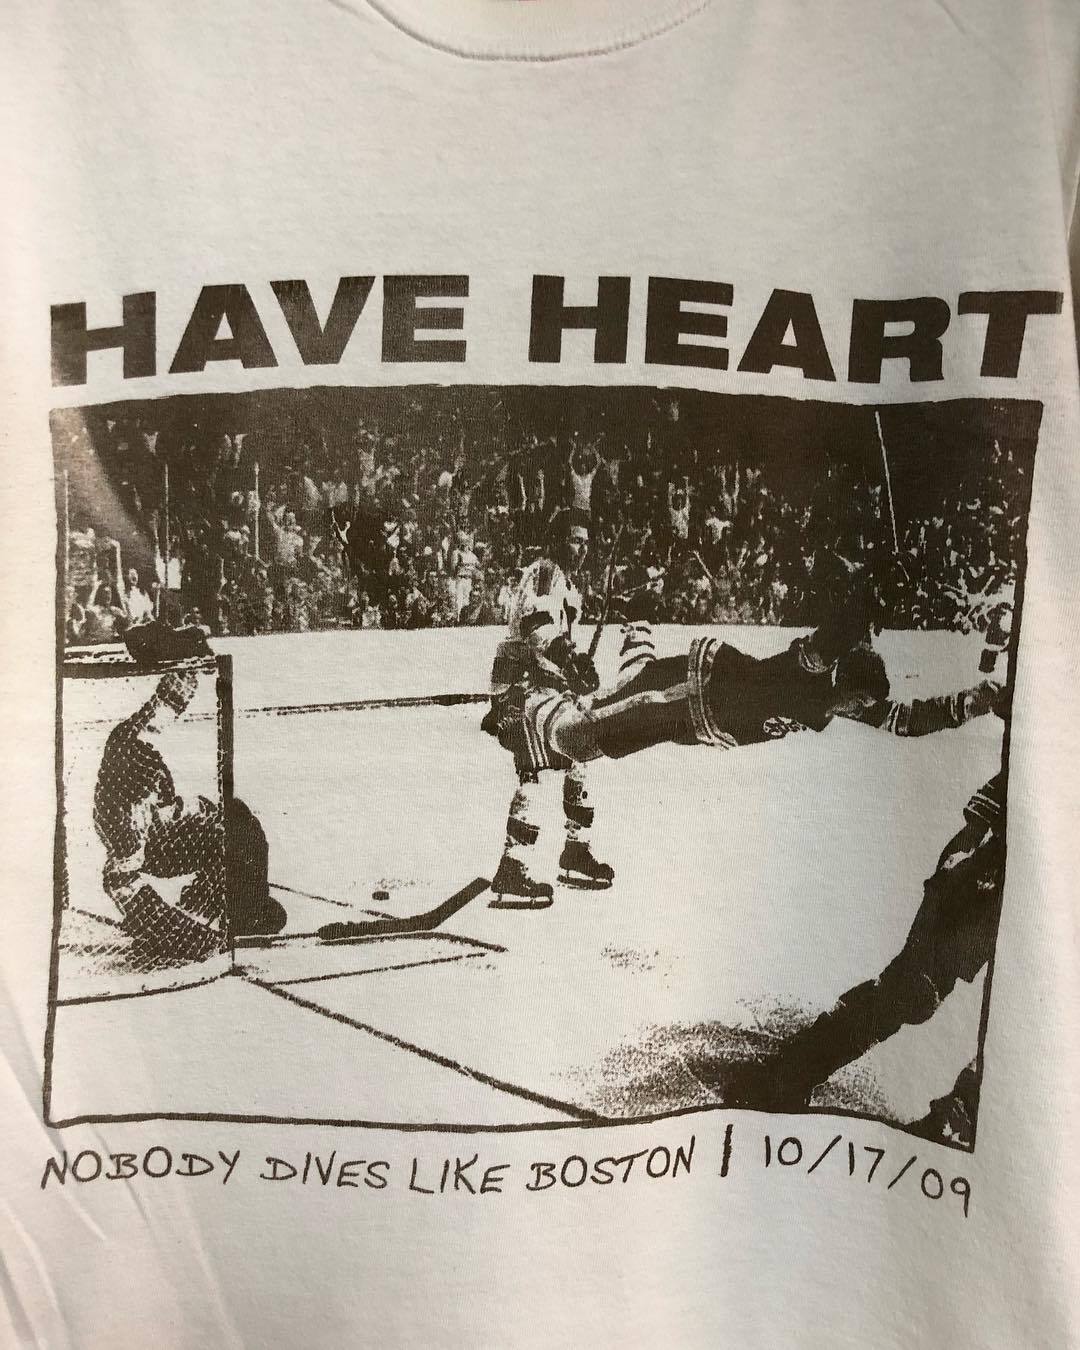 HAVE HEART
NOBODY DIVES LIKE BOSTON | 10/17/09